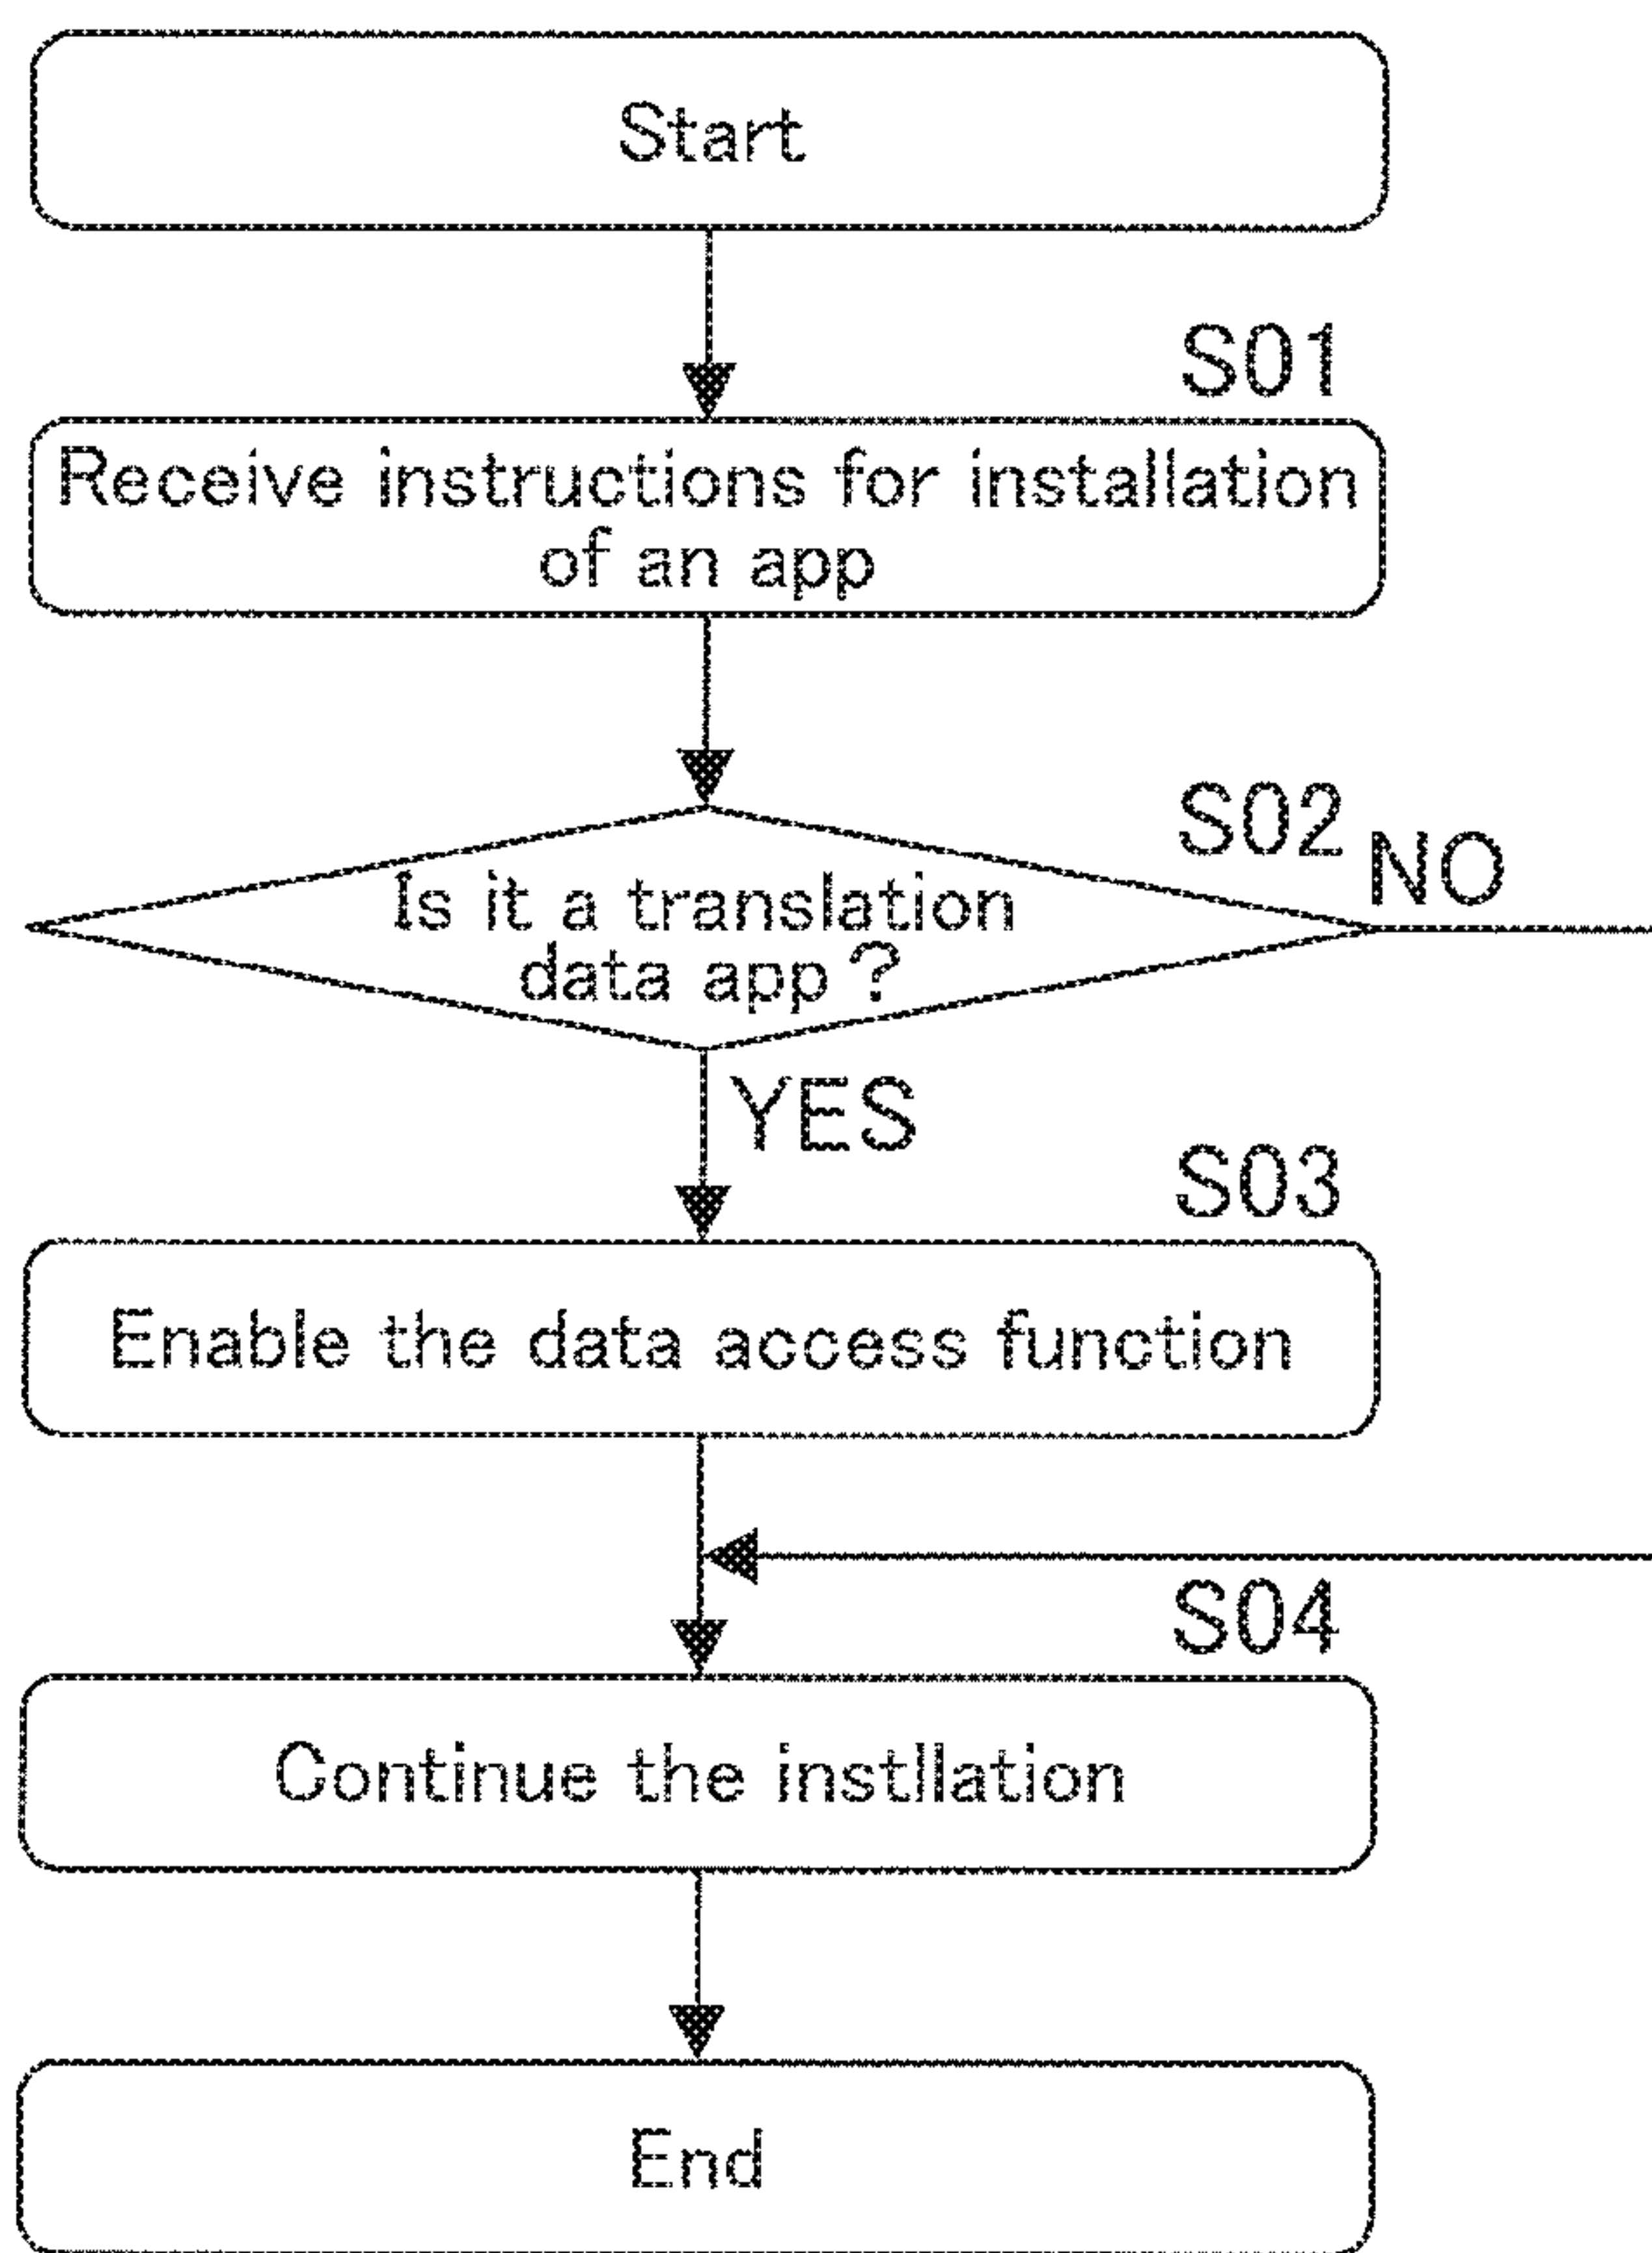 Start
S01
Receive instructions for installation
of an app
S02
NO
Is it a translation
data app ?
YES
S03
Enable the data access function
S04
Continue the instllation
End